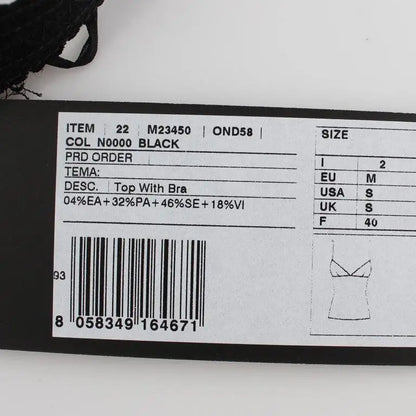 ITEM 22 M23450 OND58
COL N0000 BLACK
PRD ORDER
TEMA:
DESC. Top With Bra
04%EA+32%PA+46%SE+18%VI
93
8 058349 164671
SIZE
I 2
EU M
USA S
UK S
F 40